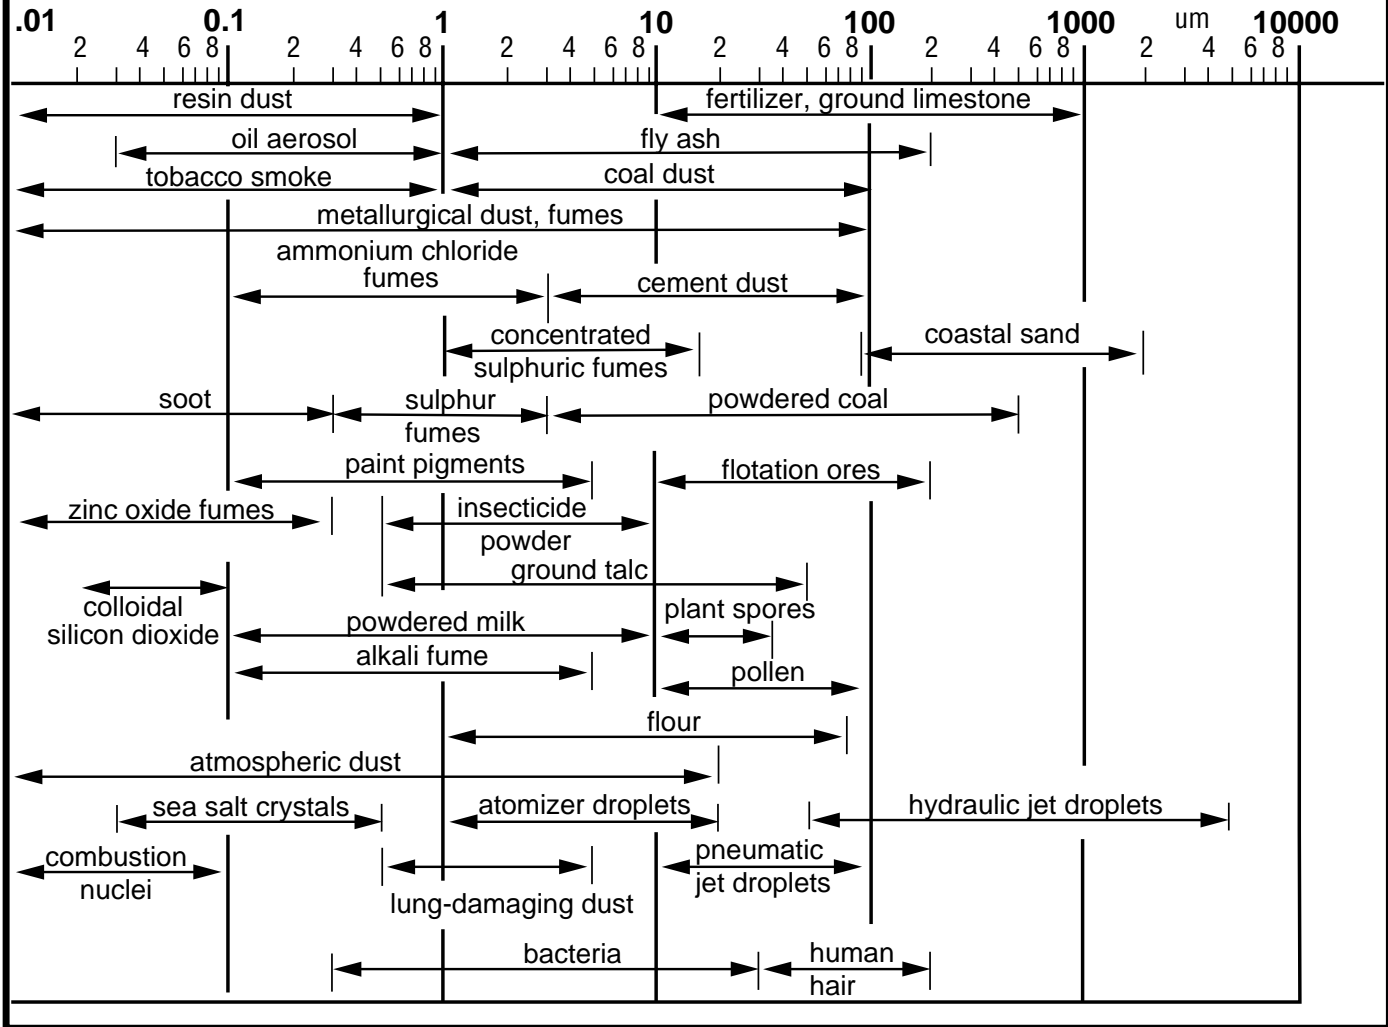 .01 0.1 1 10 100 1000 um 10000
2 4 6 8 2 4 6 8 2 4 6 8 2 4 6 8 2 4 6 8 2 4 6 8
resin dust fertilizer, ground limestone
oil aerosol fly ash
tobacco smoke coal dust
metallurgical dust, fumes
ammonium chloride
fumes cement dust
concentrated coastal sand
sulphuric fumes
soot sulphur powdered coal
fumes
paint pigments flotation ores
zinc oxide fumes insecticide
powder
ground talc
colloidal plant spores
silicon dioxide powdered milk
alkali fume pollen
flour
atmospheric dust
sea salt crystals atomizer droplets hydraulic jet droplets
combustion pneumatic
nuclei jet droplets
lung-damaging dust
bacteria human
hair